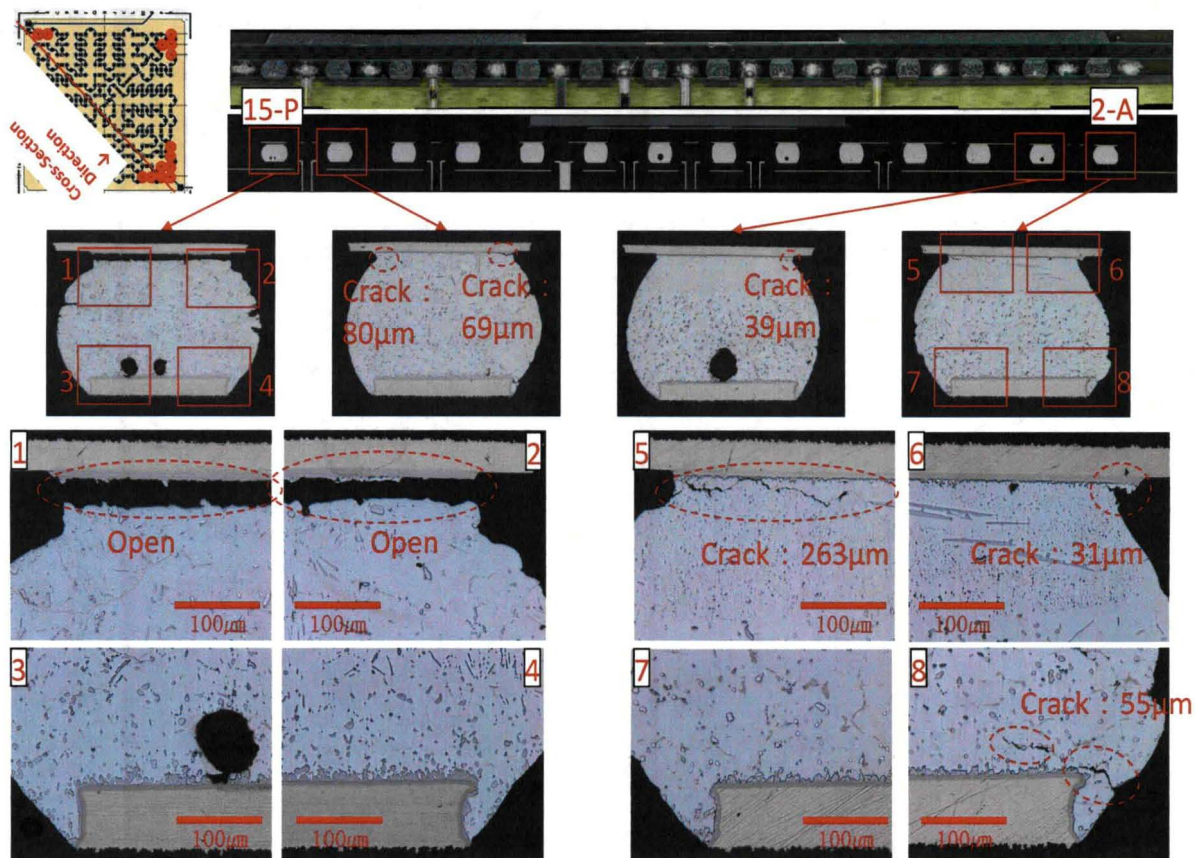 Cross-Section
Direction
15-P
2-A
1
2
3
4
Crack :
80μm
Crack :
69μm
Crack :
39μm
5
6
7
8
1
2
Open
Open
100μm
100μm
5
6
Crack : 263μm
Crack : 31μm
100μm
100μm
3
4
100μm
100μm
7
8
Crack : 55μm
100μm
100μm